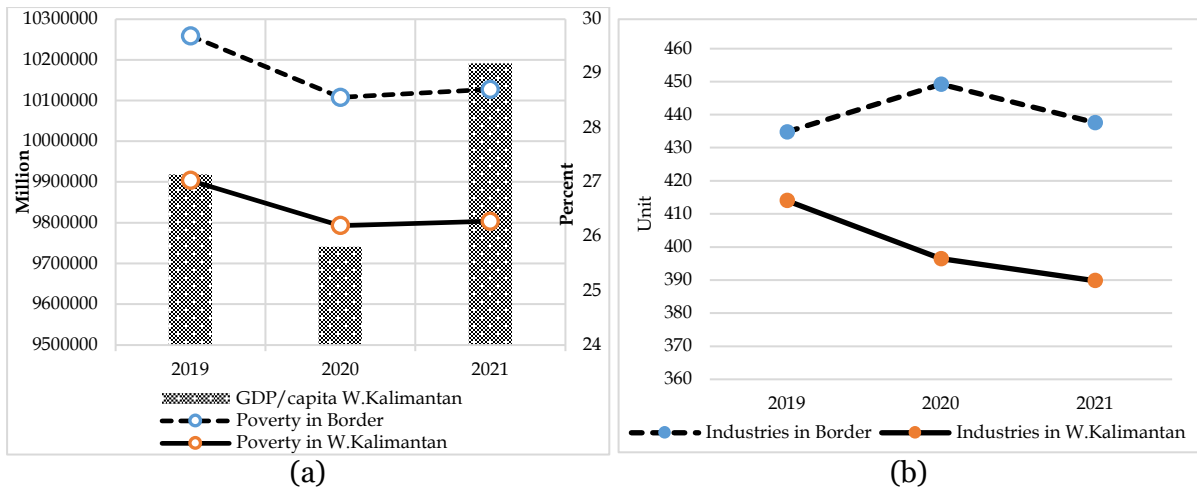 10300000
10200000
10100000
10000000
9900000
9800000
9700000
9600000
9500000
Million
30
29
28
27
26
25
24
Percent
2019 2020 2021
GDP/capita W.Kalimantan
Poverty in Border
Poverty in W.Kalimantan
(a)
460
450
440
430
420
410
400
390
380
370
360
Unit
2019 2020 2021
Industries in Border Industries in W.Kalimantan
(b)